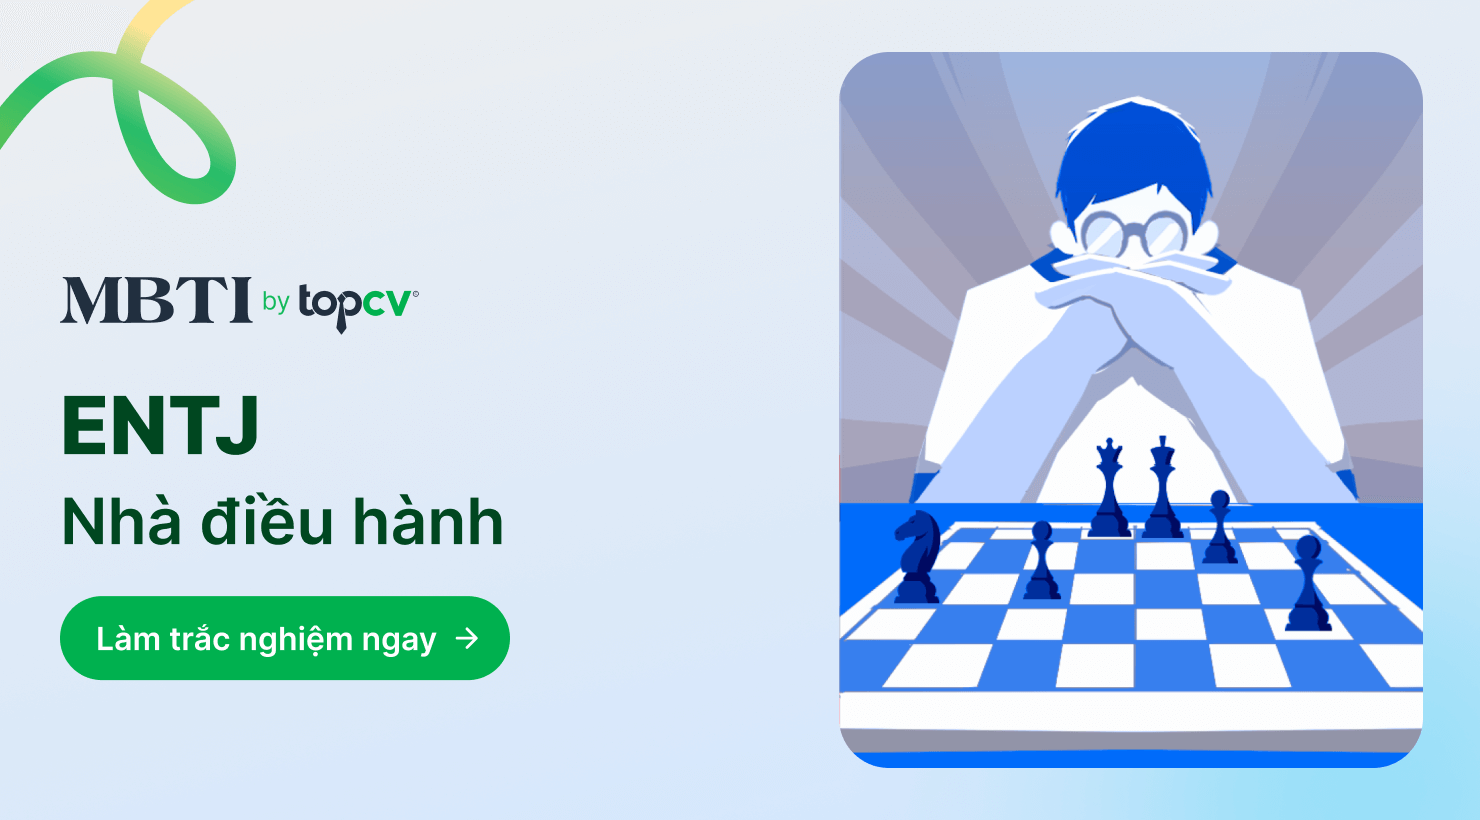 MBTI by topcv
ENTJ
Nhà điều hành
Làm trắc nghiệm ngay →